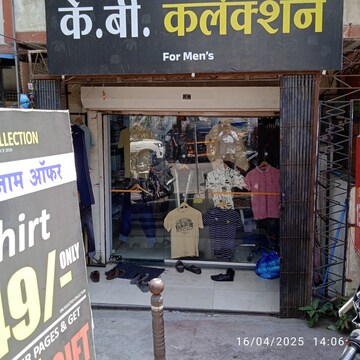 के.बी. कलेक्शन
For Men's
LLECTION
नाम ऑफर
hirt
49/- ONLY
PAGES & GET
16/04/2025 14:06